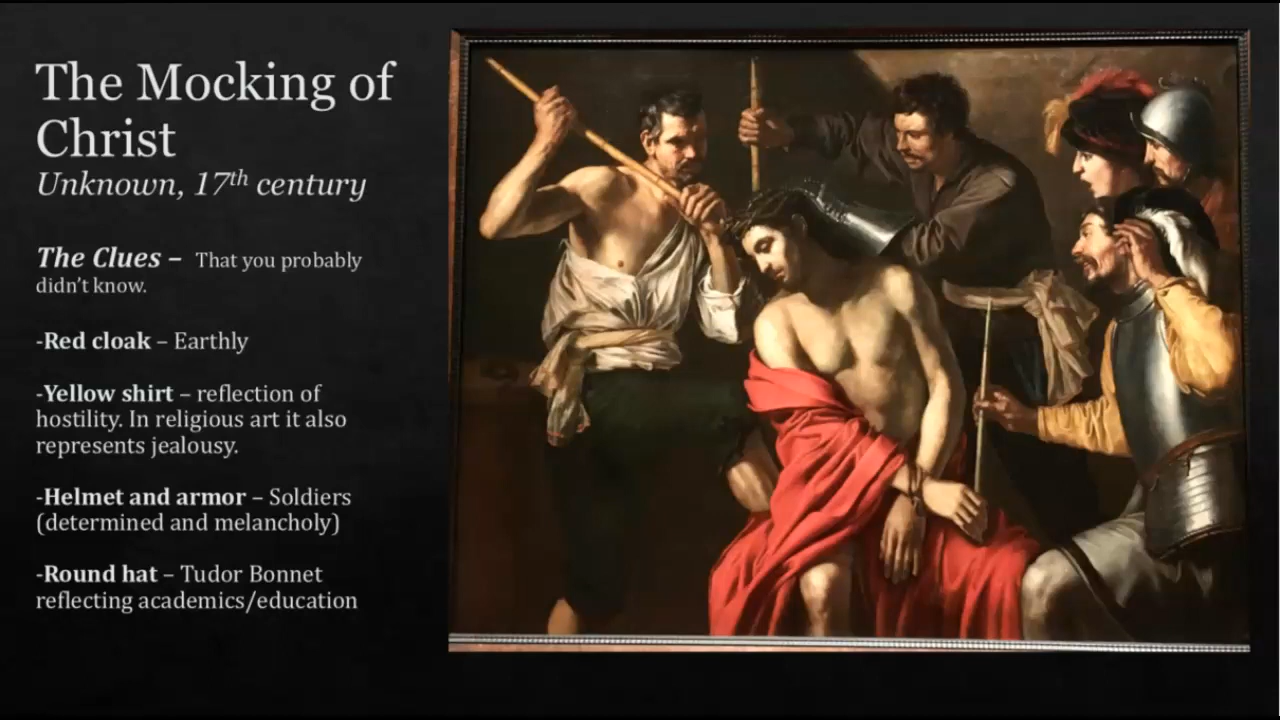 The Mocking of
Christ
Unknown, 17th century
The Clues – That you probably
didn't know.
-Red cloak – Earthly
-Yellow shirt – reflection of
hostility. In religious art it also
represents jealousy.
-Helmet and armor – Soldiers
(determined and melancholy)
-Round hat – Tudor Bonnet
reflecting academics/education